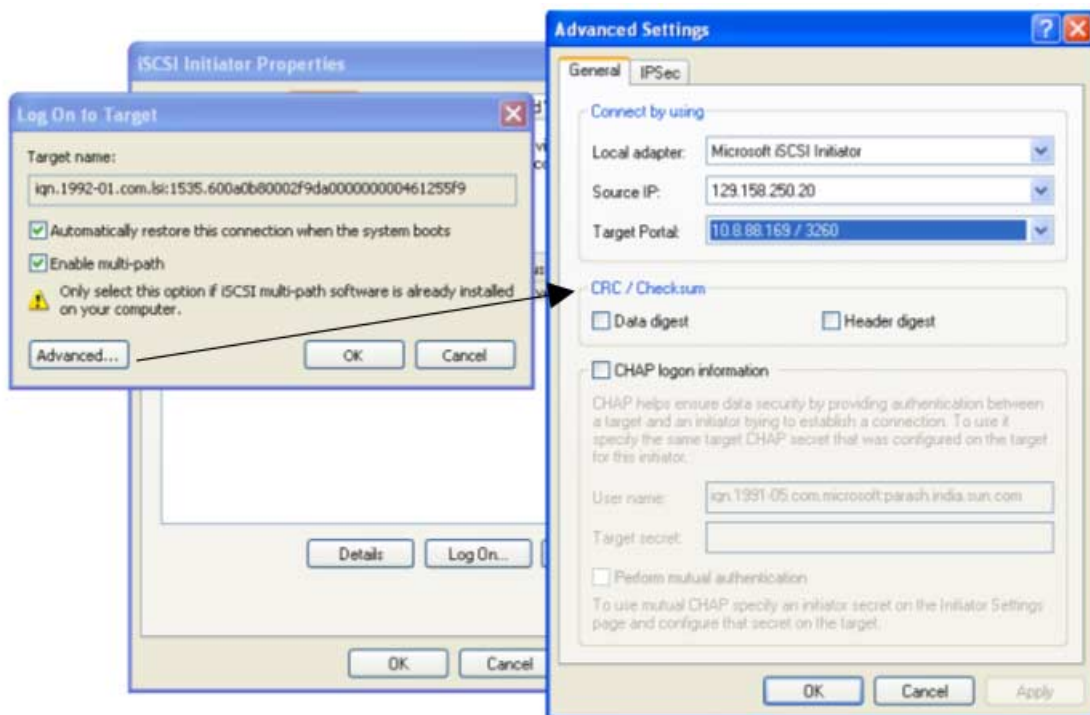 iSCSI Initiator Properties
Log On to Target
Target name:
iqn.1992-01.com.lsi:1535.600a0b80002f9da000000000461255f9
Automatically restore this connection when the system boots
Enable multi-path
Only select this option if iSCSI multi-path software is already installed
on your computer.
Advanced...
OK
Cancel
Details
Log On...
OK
Cancel
Advanced Settings
General
IPSec
Connect by using
Local adapter:
Microsoft iSCSI Initiator
Source IP:
129.158.250.20
Target Portal:
10.8.88.169 / 3260
CRC / Checksum
Data digest
Header digest
CHAP logon information
CHAP helps ensure data security by providing authentication between
a target and an initiator trying to establish a connection. To use it
specify the same target CHAP secret that was configured on the target
for this initiator.
User name:
iqn.1991-05.com.microsoft:parash.india.sun.com
Target secret:
Perform mutual authentication
To use mutual CHAP specify an initiator secret on the Initiator Settings
page and configure that secret on the target.
OK
Cancel
Apply